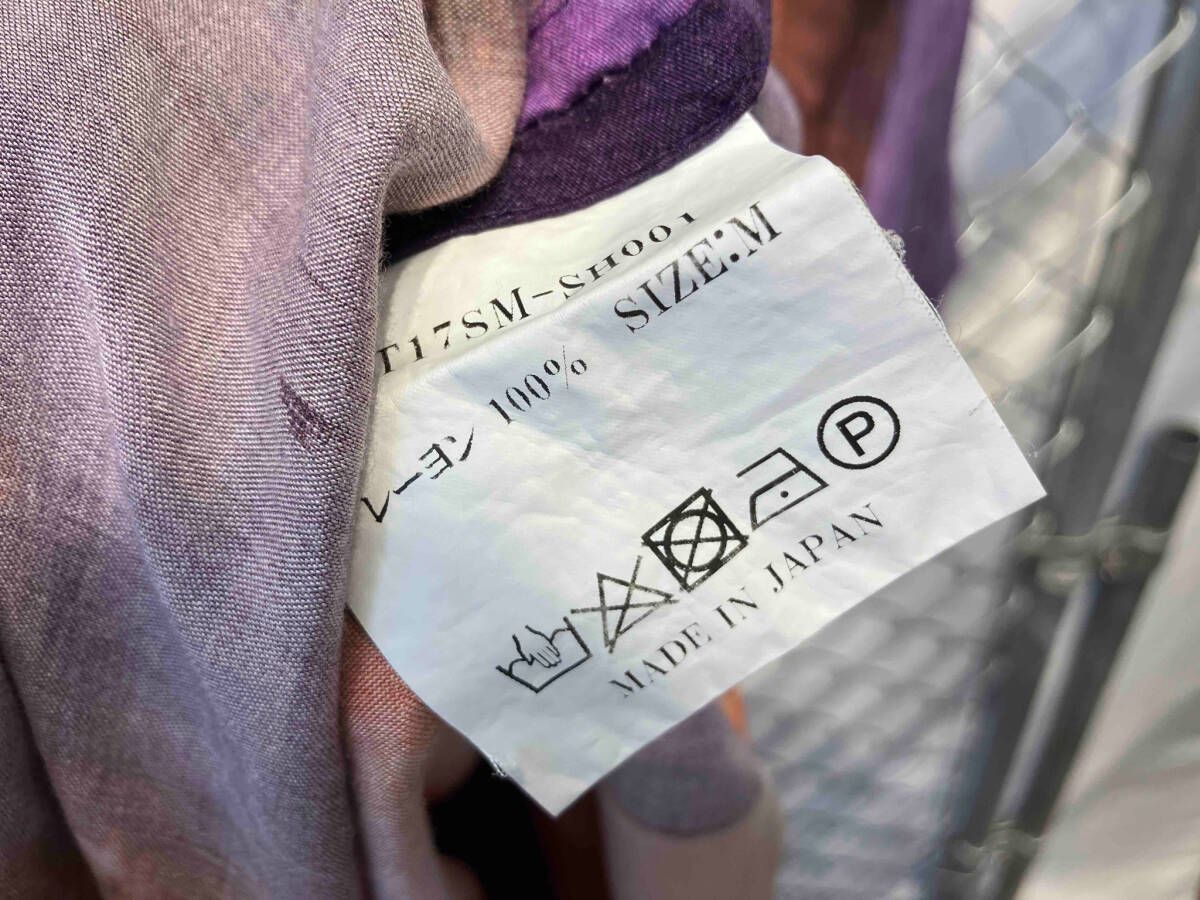 T17SM-SH001
SIZE:M
レーヨン 100%
P
MADE IN JAPAN